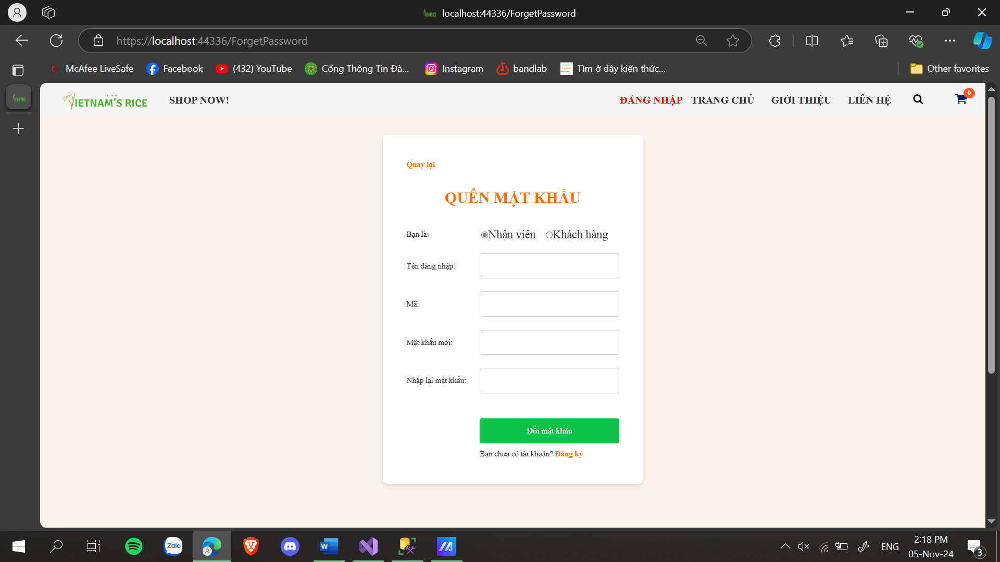 localhost:44336/ForgetPassword
https://localhost:44336/ForgetPassword
McAfee LiveSafe
Facebook
(432) YouTube
Cổng Thông Tin Đà...
Instagram
bandlab
Tìm ở đây kiến thức...
Other favorites
IETNAM'S RICE
SHOP NOW!
ĐĂNG NHẬP
TRANG CHỦ
GIỚI THIỆU
LIÊN HỆ
0
Quay lại
QUÊN MẬT KHẨU
Bạn là:
Nhân viên
Khách hàng
Tên đăng nhập:
Mã:
Mật khẩu mới:
Nhập lại mật khẩu:
Đổi mật khẩu
Bạn chưa có tài khoản? Đăng ký
Zalo
W
ENG
2:18 PM
05-Nov-24
3